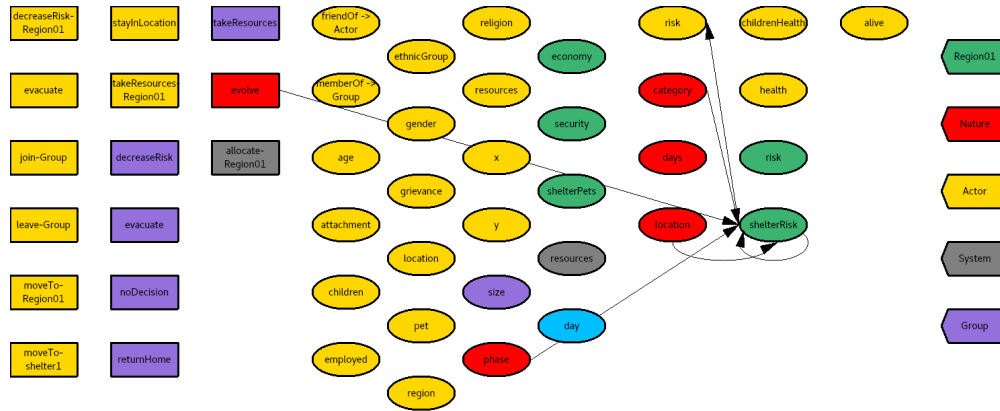 decreaseRisk-
Region01
stayInLocation
takeResources
friendOf ->
Actor
religion
risk
childrenHealth
alive
ethnicGroup
economy
Region01
evacuate
takeResources-
Region01
evolve
memberOf ->
Group
resources
category
health
Nature
gender
security
join-Group
decreaseRisk
allocate-
Region01
age
x
days
risk
Actor
grievance
shelterPets
leave-Group
evacuate
attachment
y
location
shelterRisk
System
location
resources
moveTo-
Region01
noDecision
children
size
Group
pet
day
moveTo-
shelter1
returnHome
employed
phase
region